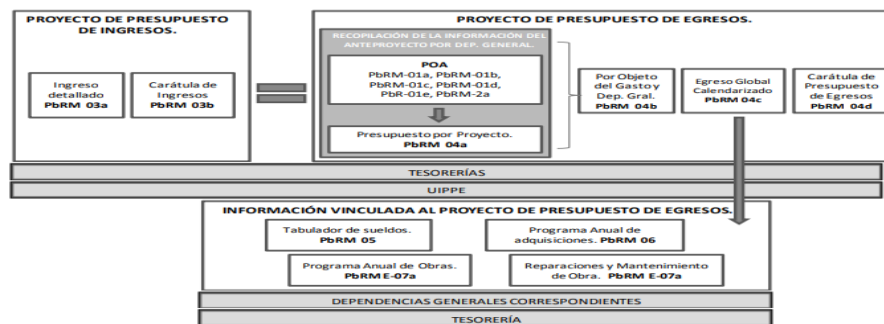 PROYECTO DE PRESUPUESTO
DE INGRESOS.
Ingreso
detallado
PbRM 03a
Carátula de
Ingresos
PbRM 03b
PROYECTO DE PRESUPUESTO DE EGRESOS.
RECOPILACIÓN DE LA INFORMACIÓN DEL
ANTEPROYECTO POR DEP. GENERAL.
POA
PbRM-01a, PbRM-01b,
PbRM-01c, PbRM-01d,
PbR-01e, PbRM-2a
Presupuesto por Proyecto.
PbRM 04a
Por Objeto
del Gasto y
Dep. Gral.
PbRM 04b
Egreso Global
Calendarizado
PbRM 04c
Carátula de
Presupuesto
de Egresos
PbRM 04d
TESORERÍAS
UIPPE
INFORMACIÓN VINCULADA AL PROYECTO DE PRESUPUESTO DE EGRESOS.
Tabulador de sueldos.
PbRM 05
Programa Anual de
adquisiciones. PbRM 06
Programa Anual de Obras.
PbRM E-07a
Reparaciones y Mantenimiento
de Obra. PbRM E-07a
DEPENDENCIAS GENERALES CORRESPONDIENTES
TESORERÍA